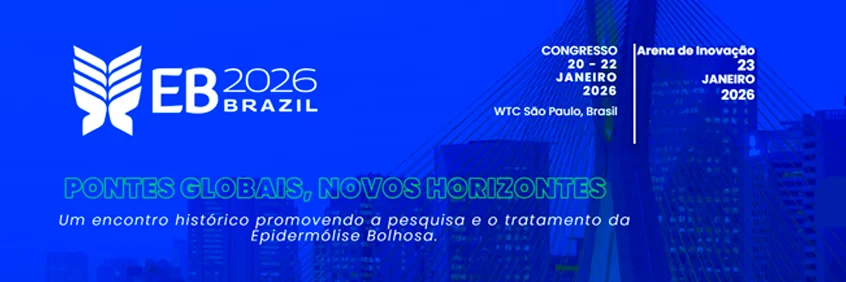 EB 2026
BRAZIL
CONGRESSO
20 - 22
JANEIRO
2026
WTC São Paulo, Brasil
Arena de Inovação
23
JANEIRO
2026
PONTES GLOBAIS, NOVOS HORIZONTES
Um encontro histórico promovendo a pesquisa e o tratamento da
Epidermólise Bolhosa.